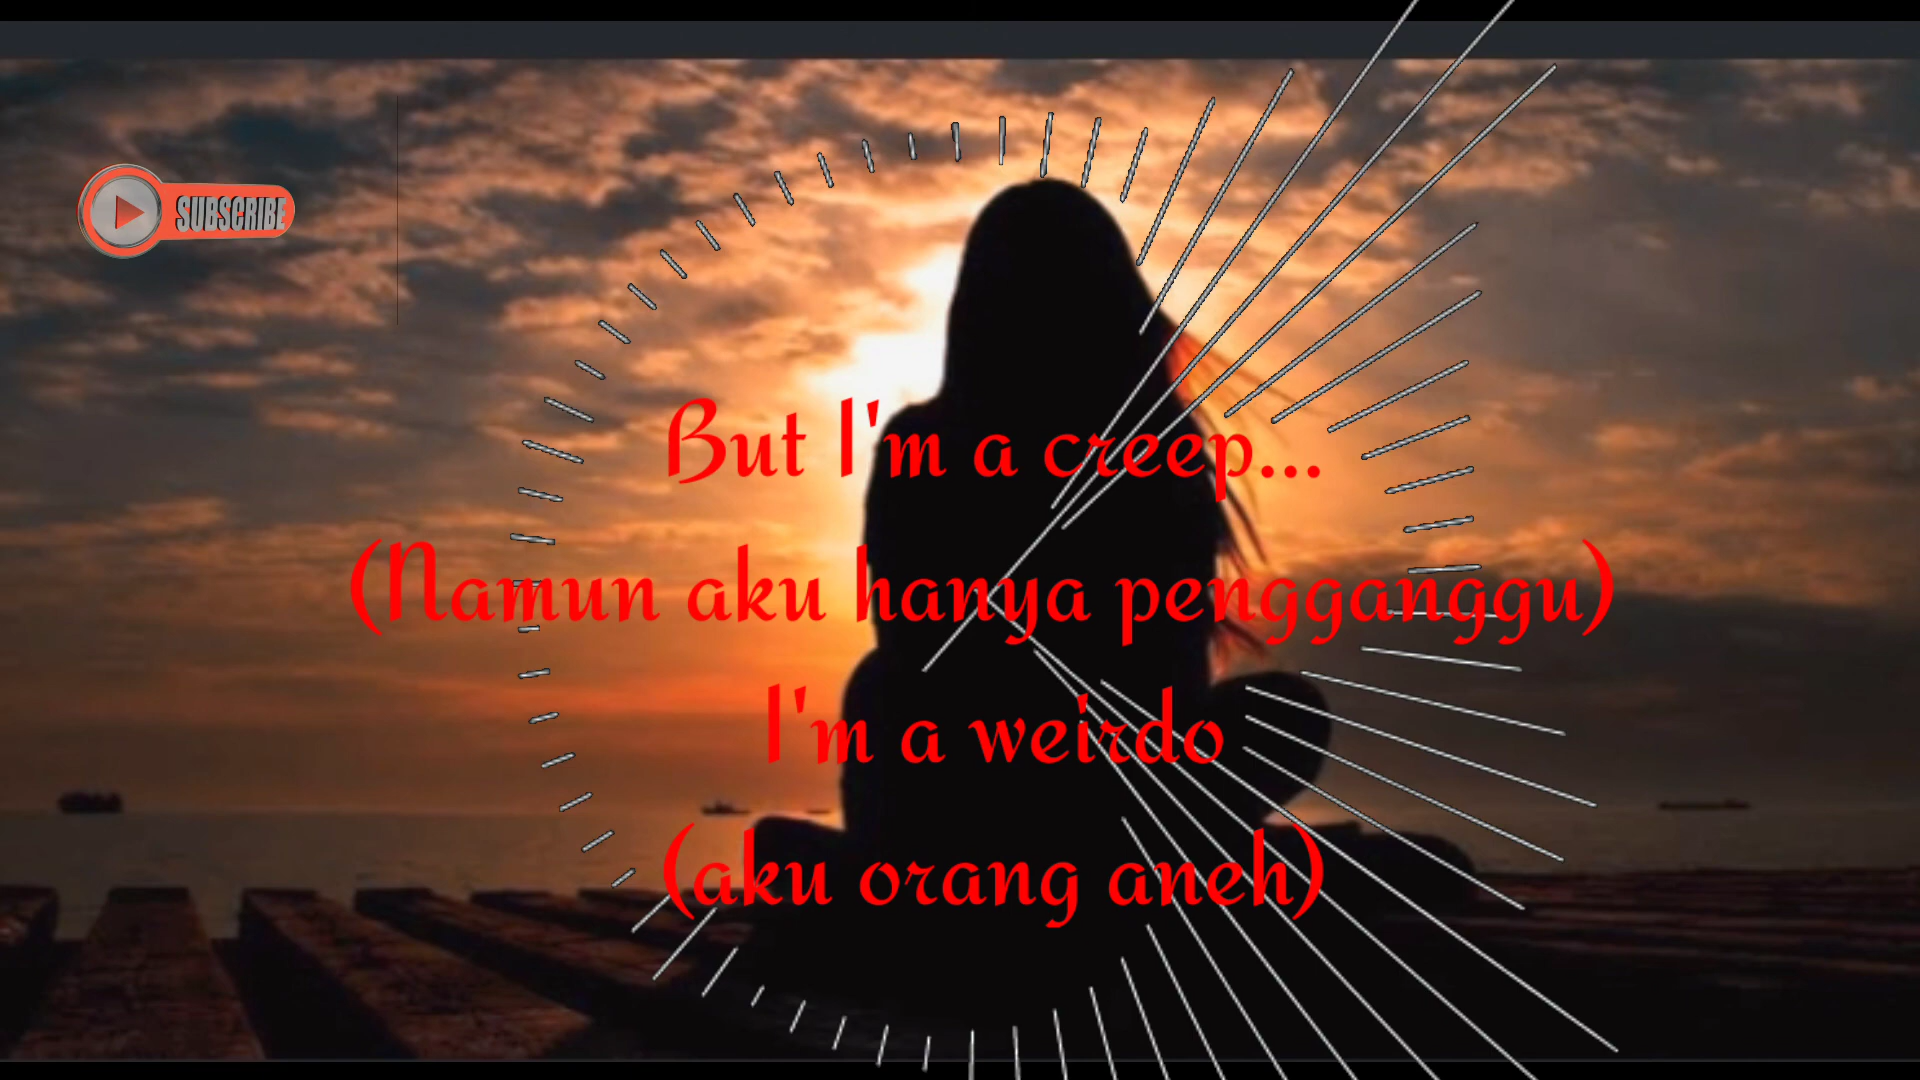 SUBSCRIBE
But I'm a creep...
(Namun aku hanya pengganggu)
I'm a weirdo
(aku orang aneh)